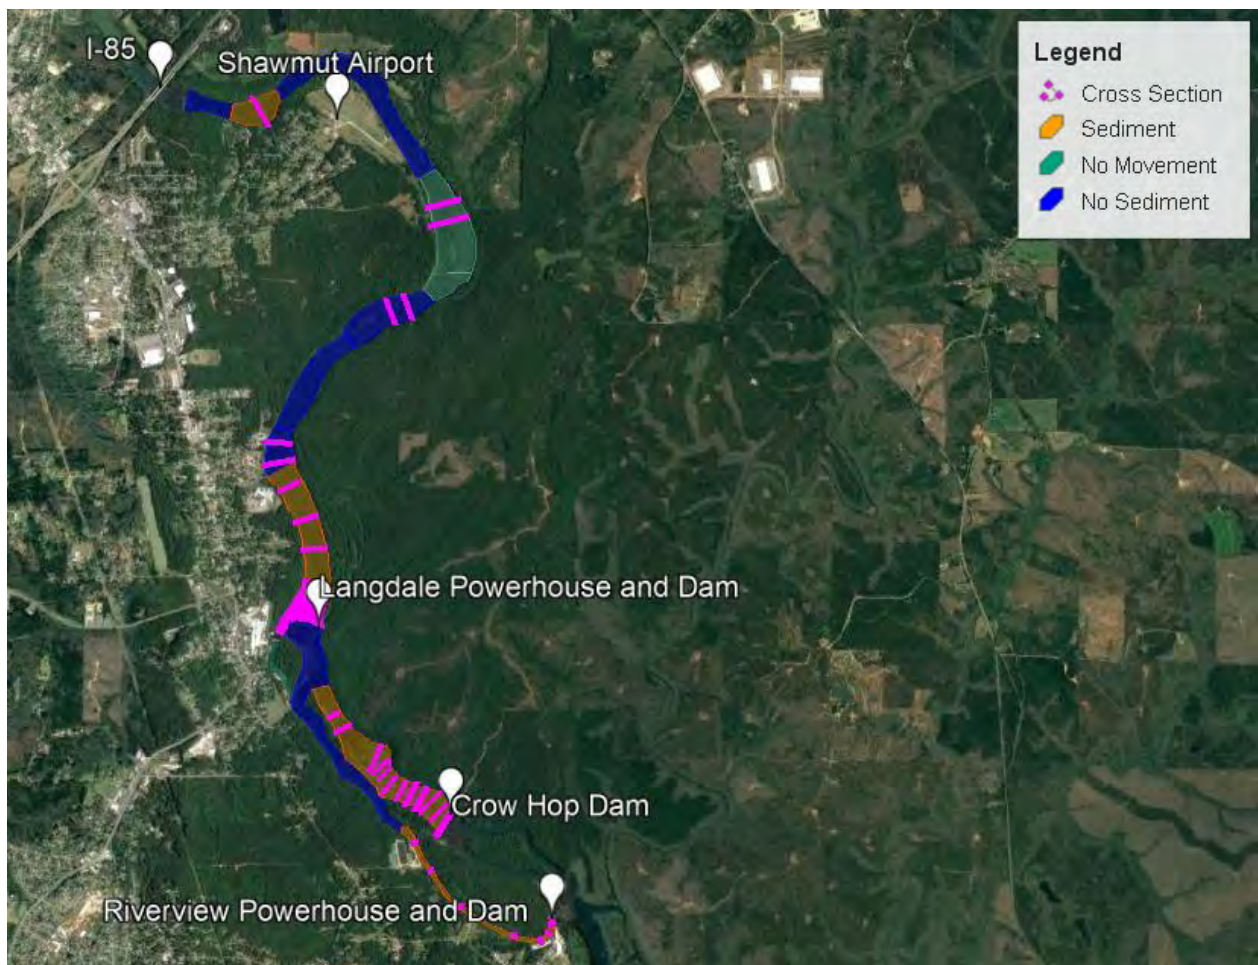 I-85
Shawmut Airport
Legend
Cross Section
Sediment
No Movement
No Sediment
Langdale Powerhouse and Dam
Crow Hop Dam
Riverview Powerhouse and Dam